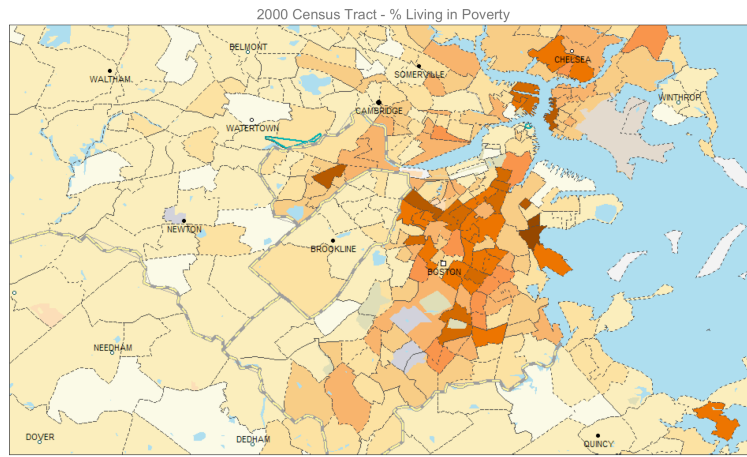 2000 Census Tract - % Living in Poverty
BELMONT
CHELSEA
WALTHAM
SOMERVILLE
WINTHROP
CAMBRIDGE
WATERTOWN
NEWTON
BROOKLINE
BOSTON
NEEDHAM
DOVER
DEDHAM
QUINCY